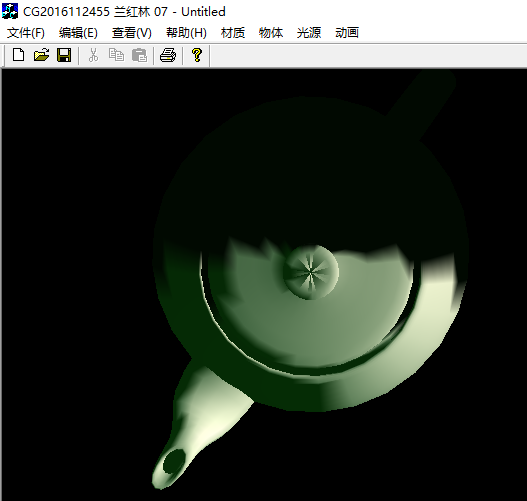 CG2016112455 兰红林 07 - Untitled
文件(F) 编辑(E) 查看(V) 帮助(H) 材质 物体 光源 动画